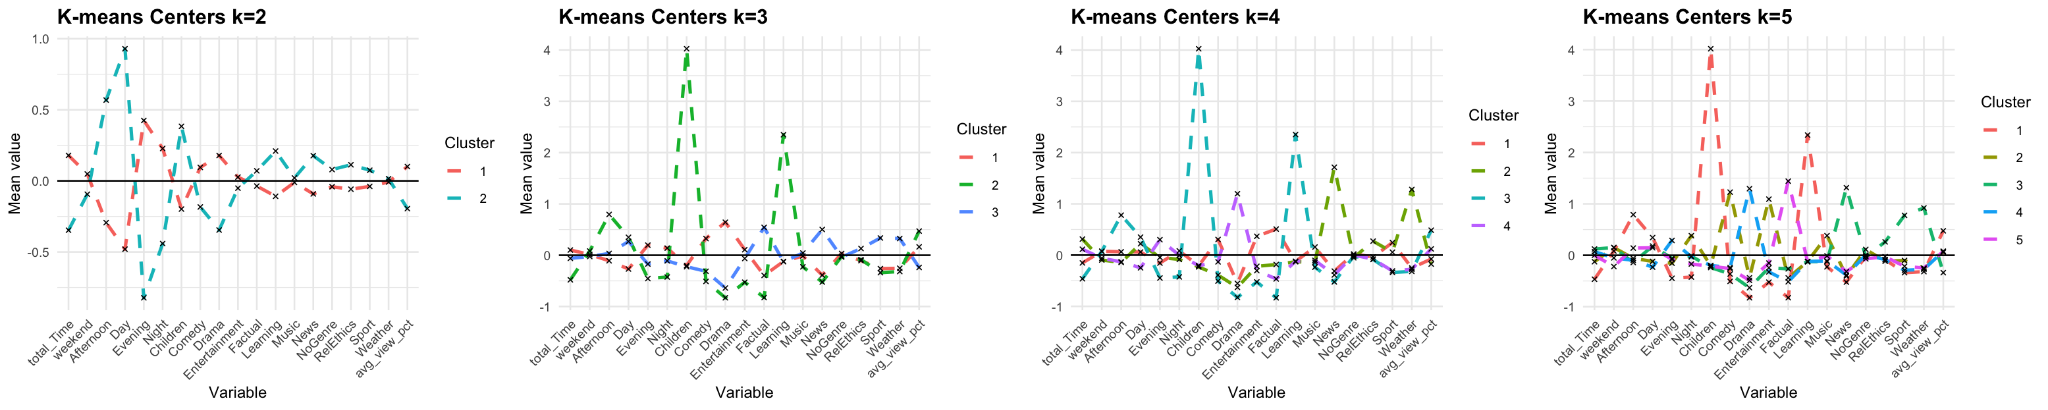 K-means Centers k=2
Mean value
1.0
0.5
0.0
-0.5
total_Time
weekend
Afternoon
Day
Evening
Night
Children
Comedy
Drama
Entertainment
Factual
Learning
Music
News
NoGenre
RelEthics
Sport
Weather
avg_view_pct
Variable
Cluster
1
2
K-means Centers k=3
Mean value
4
3
2
1
0
-1
total_Time
weekend
Afternoon
Day
Evening
Night
Children
Comedy
Drama
Entertainment
Factual
Learning
Music
News
NoGenre
RelEthics
Sport
Weather
avg_view_pct
Variable
Cluster
1
2
3
K-means Centers k=4
Mean value
4
3
2
1
0
-1
total_Time
weekend
Afternoon
Day
Evening
Night
Children
Comedy
Drama
Entertainment
Factual
Learning
Music
News
NoGenre
RelEthics
Sport
Weather
avg_view_pct
Variable
Cluster
1
2
3
4
K-means Centers k=5
Mean value
4
3
2
1
0
-1
total_Time
weekend
Afternoon
Day
Evening
Night
Children
Comedy
Drama
Entertainment
Factual
Learning
Music
News
NoGenre
RelEthics
Sport
Weather
avg_view_pct
Variable
Cluster
1
2
3
4
5